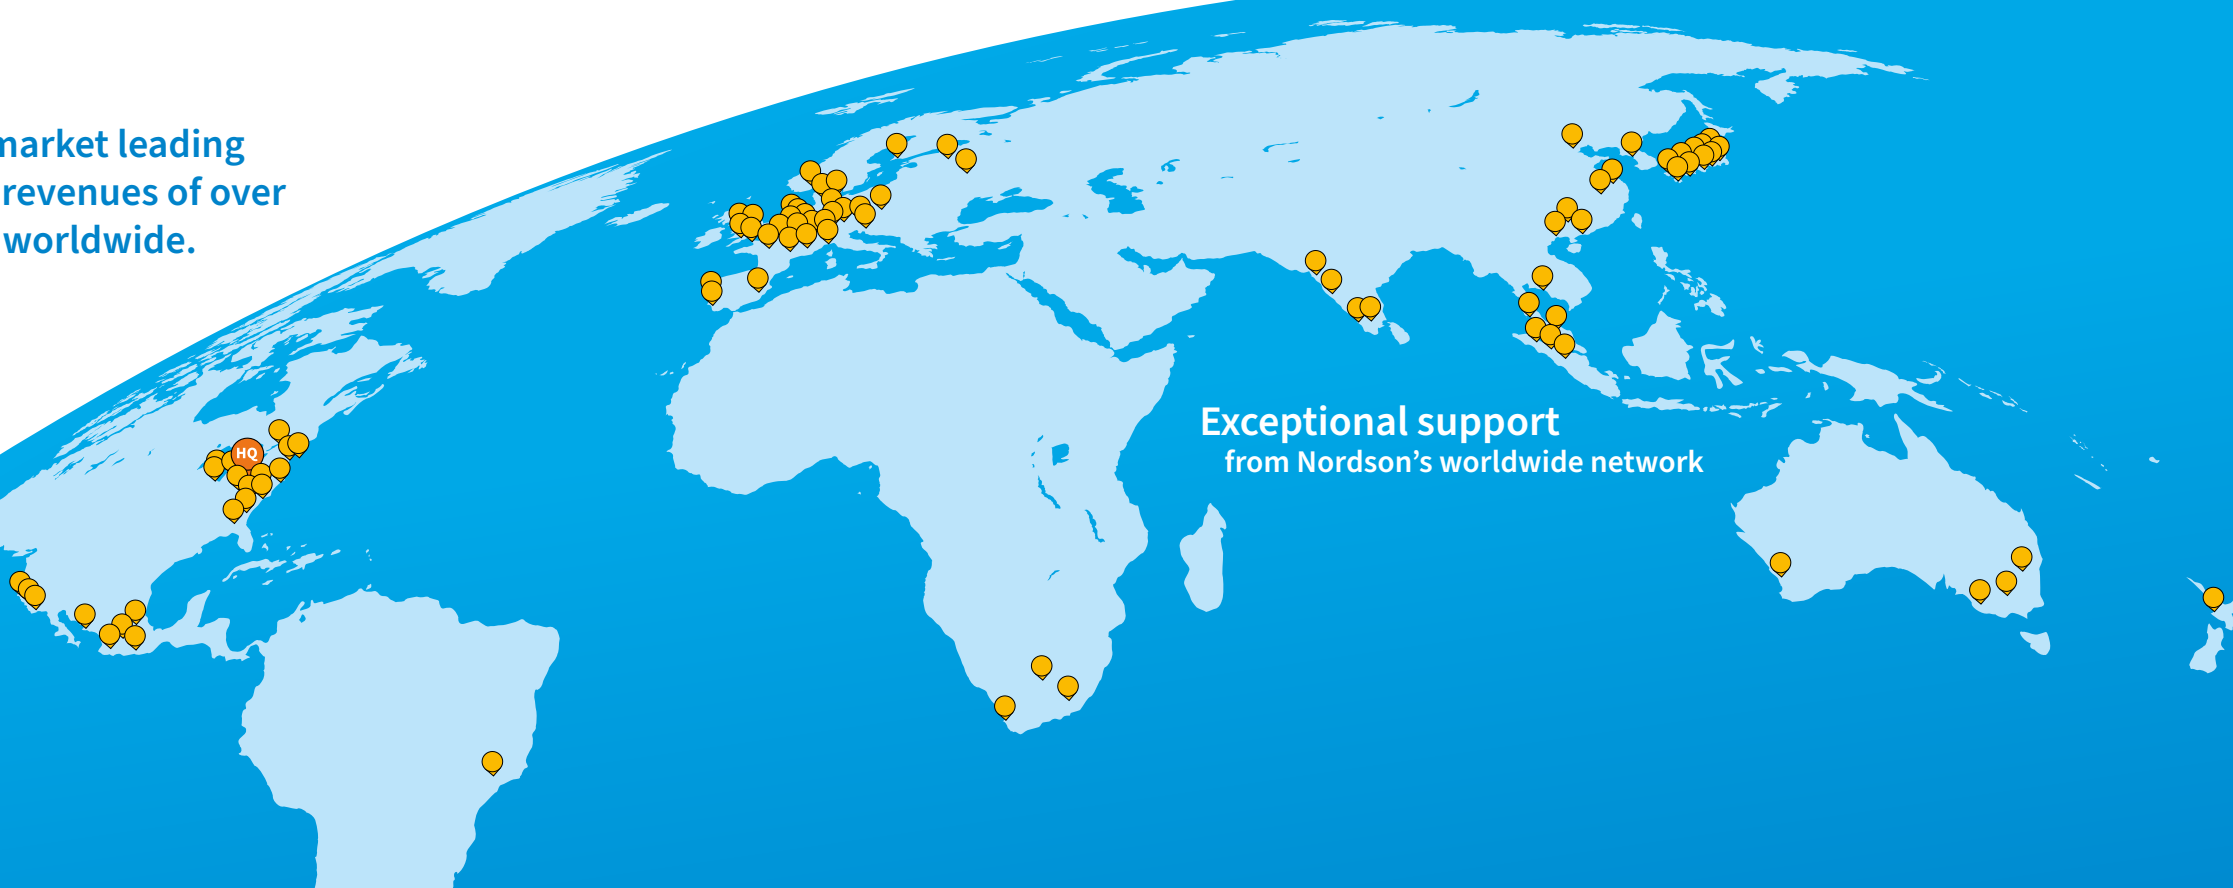 market leading
revenues of over
worldwide.
HQ
Exceptional support
from Nordson’s worldwide network